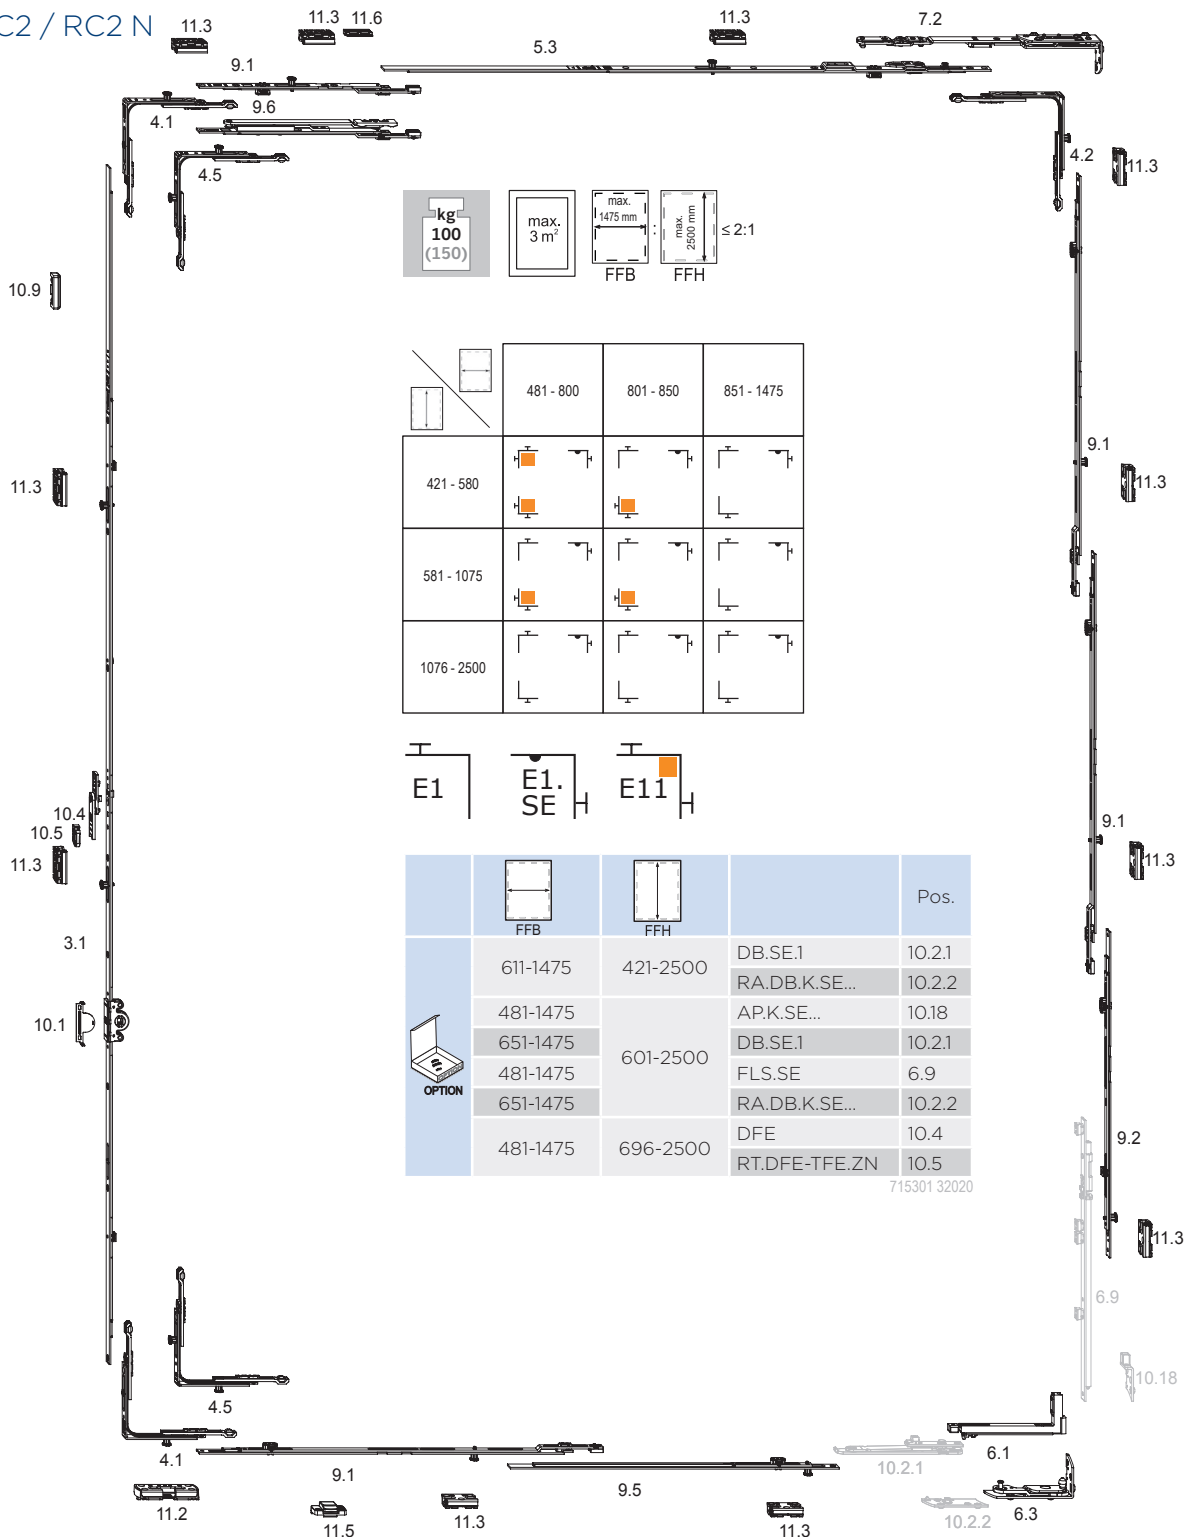 C2 / RC2 N
11.3
11.3
11.6
11.3
7.2
5.3
9.1
4.1
9.6
4.5
4.2
11.3
kg
100
(150)
max.
3 m²
max.
1475 mm
FFB
:
max.
2500 mm
FFH
≤ 2:1
10.9
481 - 800
801 - 850
851 - 1475
421 - 580
581 - 1075
1076 - 2500
11.3
9.1
11.3
E1
E1.
SE
E11
10.4
10.5
11.3
9.1
11.3
3.1
10.1
FFB
FFH
Pos.
OPTION
611-1475
421-2500
DB.SE.1
10.2.1
RA.DB.K.SE...
10.2.2
481-1475
601-2500
AP.K.SE...
10.18
651-1475
DB.SE.1
10.2.1
481-1475
FLS.SE
6.9
651-1475
RA.DB.K.SE...
10.2.2
481-1475
696-2500
DFE
10.4
RT.DFE-TFE.ZN
10.5
715301 32020
9.2
11.3
6.9
10.18
4.5
4.1
9.1
9.5
10.2.1
6.1
11.2
11.5
11.3
11.3
10.2.2
6.3